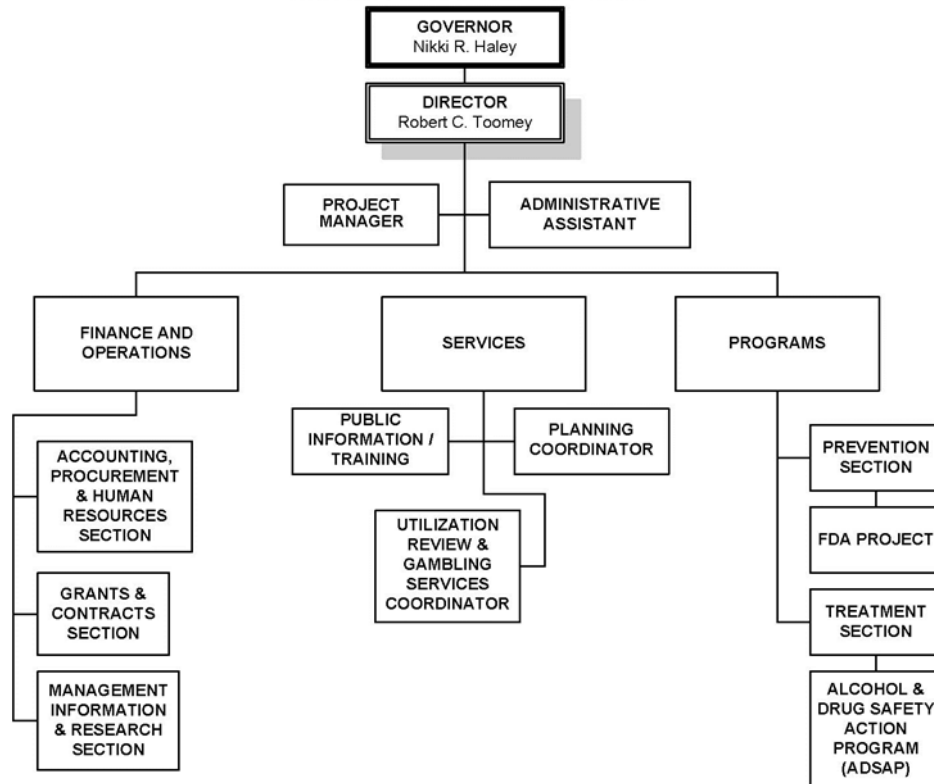 GOVERNOR
Nikki R. Haley
DIRECTOR
Robert C. Toomey
PROJECT
MANAGER
ADMINISTRATIVE
ASSISTANT
FINANCE AND
OPERATIONS
SERVICES
PROGRAMS
ACCOUNTING,
PROCUREMENT
& HUMAN
RESOURCES
SECTION
GRANTS &
CONTRACTS
SECTION
MANAGEMENT
INFORMATION
& RESEARCH
SECTION
PUBLIC
INFORMATION /
TRAINING
PLANNING
COORDINATOR
UTILIZATION
REVIEW &
GAMBLING
SERVICES
COORDINATOR
PREVENTION
SECTION
FDA PROJECT
TREATMENT
SECTION
ALCOHOL &
DRUG SAFETY
ACTION
PROGRAM
(ADSAP)